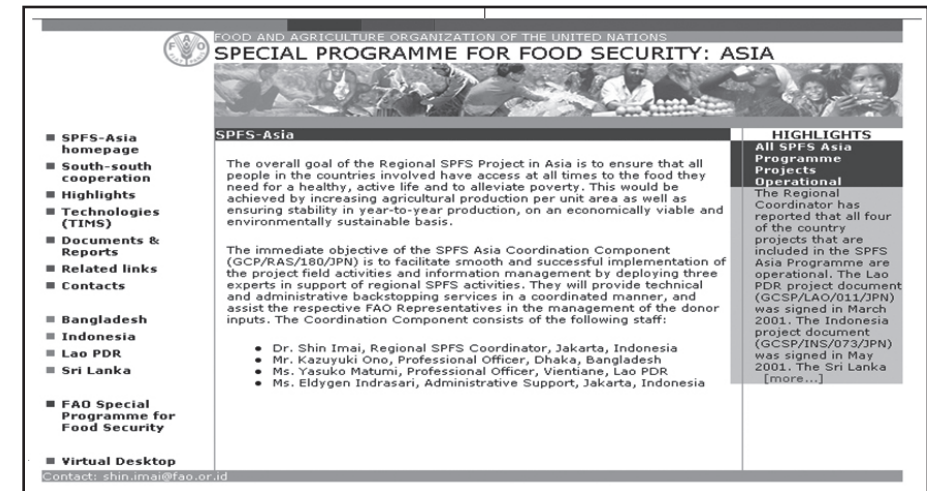 FOOD AND AGRICULTURE ORGANIZATION OF THE UNITED NATIONS
SPECIAL PROGRAMME FOR FOOD SECURITY: ASIA
SPFS-Asia
homepage
South-south
cooperation
Highlights
Technologies
(TIMS)
Documents &
Reports
Related links
Contacts
Bangladesh
Indonesia
Lao PDR
Sri Lanka
FAO Special
Programme for
Food Security
Virtual Desktop
SPFS-Asia
The overall goal of the Regional SPFS Project in Asia is to ensure that all
people in the countries involved have access at all times to the food they
need for a healthy, active life and to alleviate poverty. This would be
achieved by increasing agricultural production per unit area as well as
ensuring stability in year-to-year production, on an economically viable and
environmentally sustainable basis.
The immediate objective of the SPFS Asia Coordination Component
(GCP/RAS/180/JPN) is to facilitate smooth and successful implementation of
the project field activities and information management by deploying three
experts in support of regional SPFS activities. They will provide technical
and administrative backstopping services in a coordinated manner, and
assist the respective FAO Representatives in the management of the donor
inputs. The Coordination Component consists of the following staff:
• Dr. Shin Imai, Regional SPFS Coordinator, Jakarta, Indonesia
• Mr. Kazuyuki Ono, Professional Officer, Dhaka, Bangladesh
• Ms. Yasuko Matumi, Professional Officer, Vientiane, Lao PDR
• Ms. Eldygen Indrasari, Administrative Support, Jakarta, Indonesia
HIGHLIGHTS
All SPFS Asia
Programme
Projects
Operational
The Regional
Coordinator has
reported that all four
of the country
projects that are
included in the SPFS
Asia Programme are
operational. The Lao
PDR project document
(GCSP/LAO/011/JPN)
was signed in March
2001. The Indonesia
project document
(GCSP/INS/073/JPN)
was signed in May
2001. The Sri Lanka
[more...]
Contact: shin.imai@fao.or.id